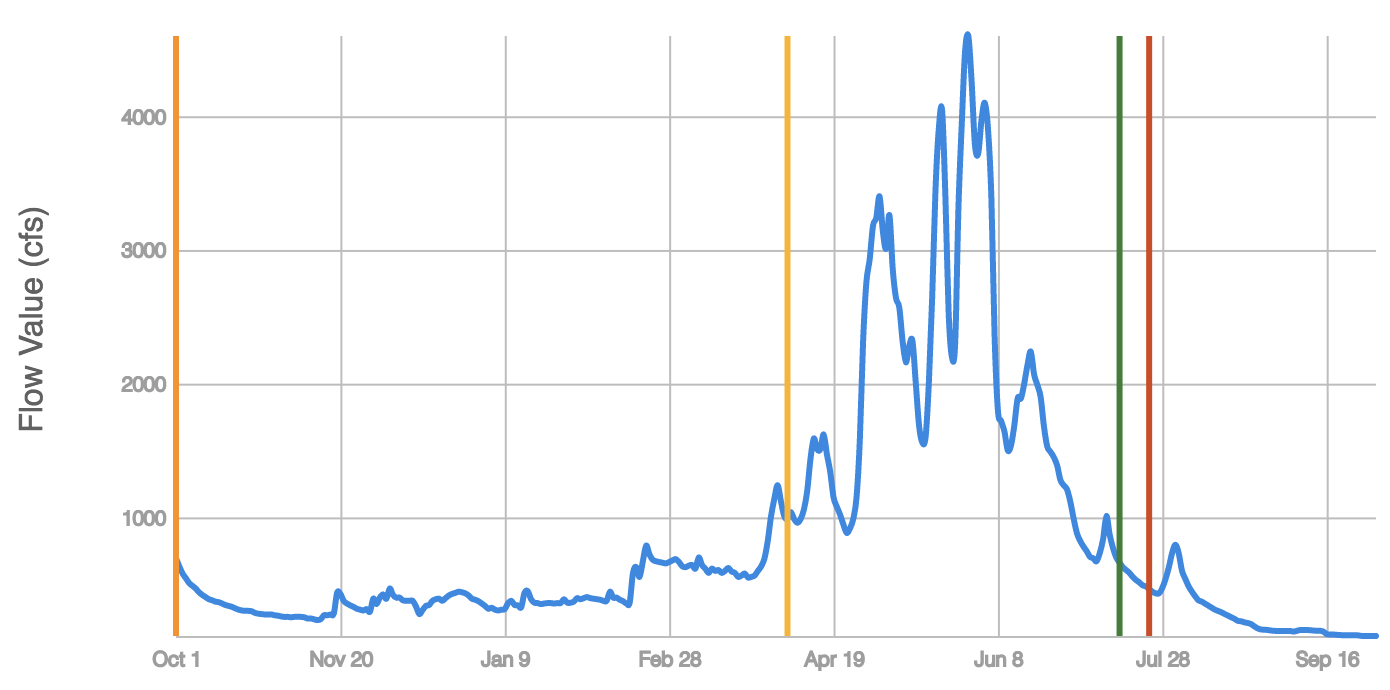 Flow Value (cfs)
4000
3000
2000
1000
Oct 1
Nov 20
Jan 9
Feb 28
Apr 19
Jun 8
Jul 28
Sep 16